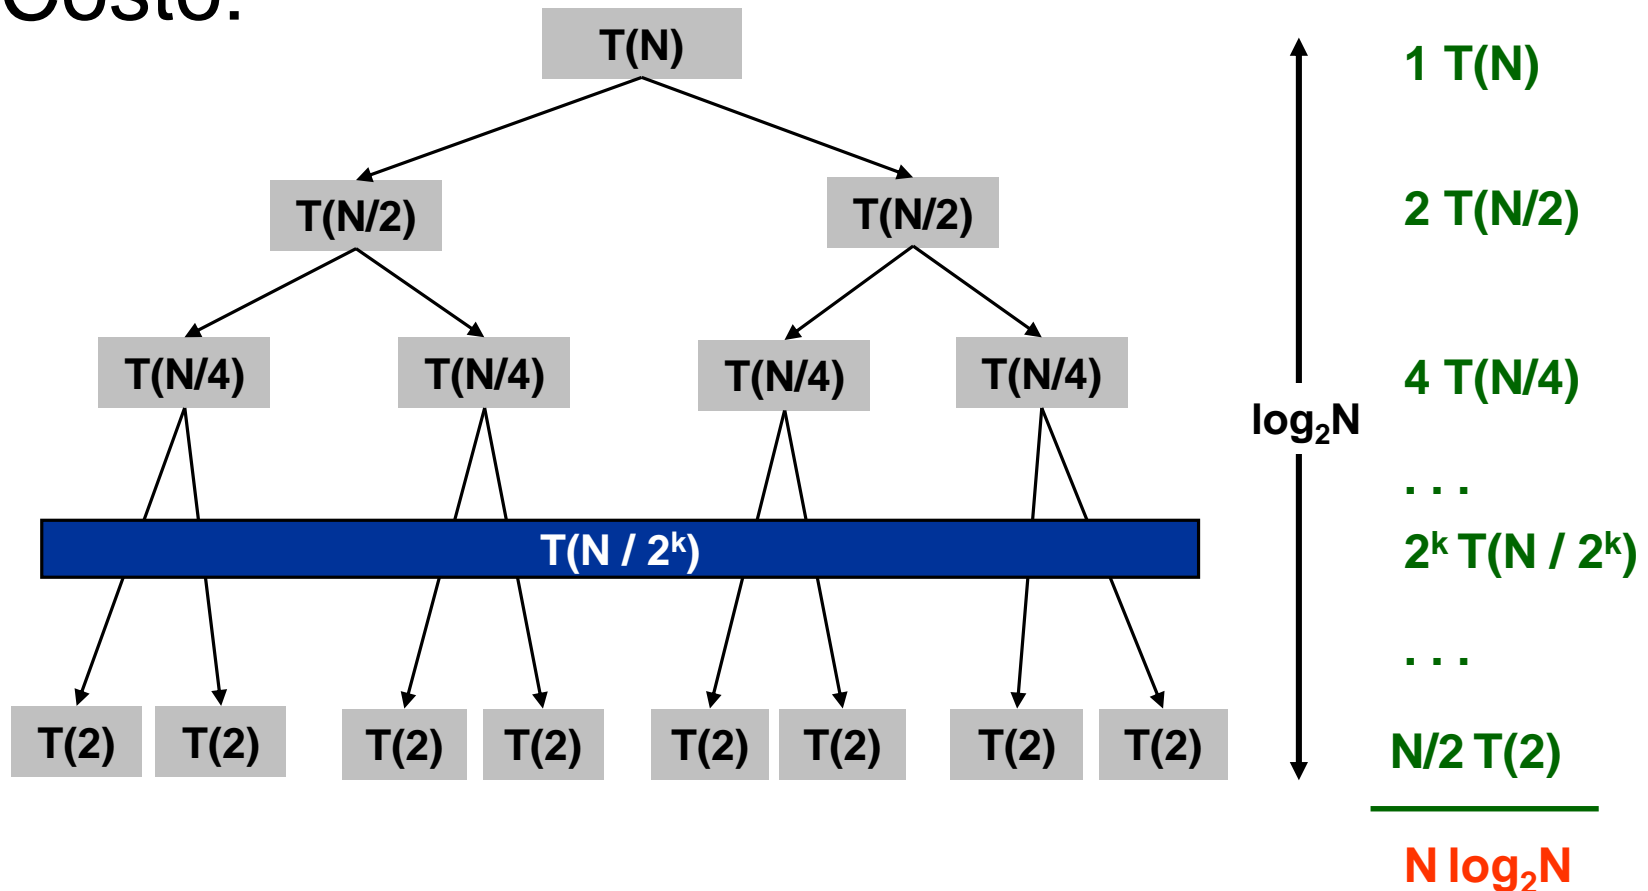 Costo:
T(N)
1 T(N)
T(N/2) T(N/2)
2 T(N/2)
T(N/4) T(N/4) T(N/4) T(N/4)
4 T(N/4)
log₂N
. . .
T(N / 2ᵏ)
2ᵏ T(N / 2ᵏ)
. . .
T(2) T(2) T(2) T(2) T(2) T(2) T(2) T(2)
N/2 T(2)
N log₂N